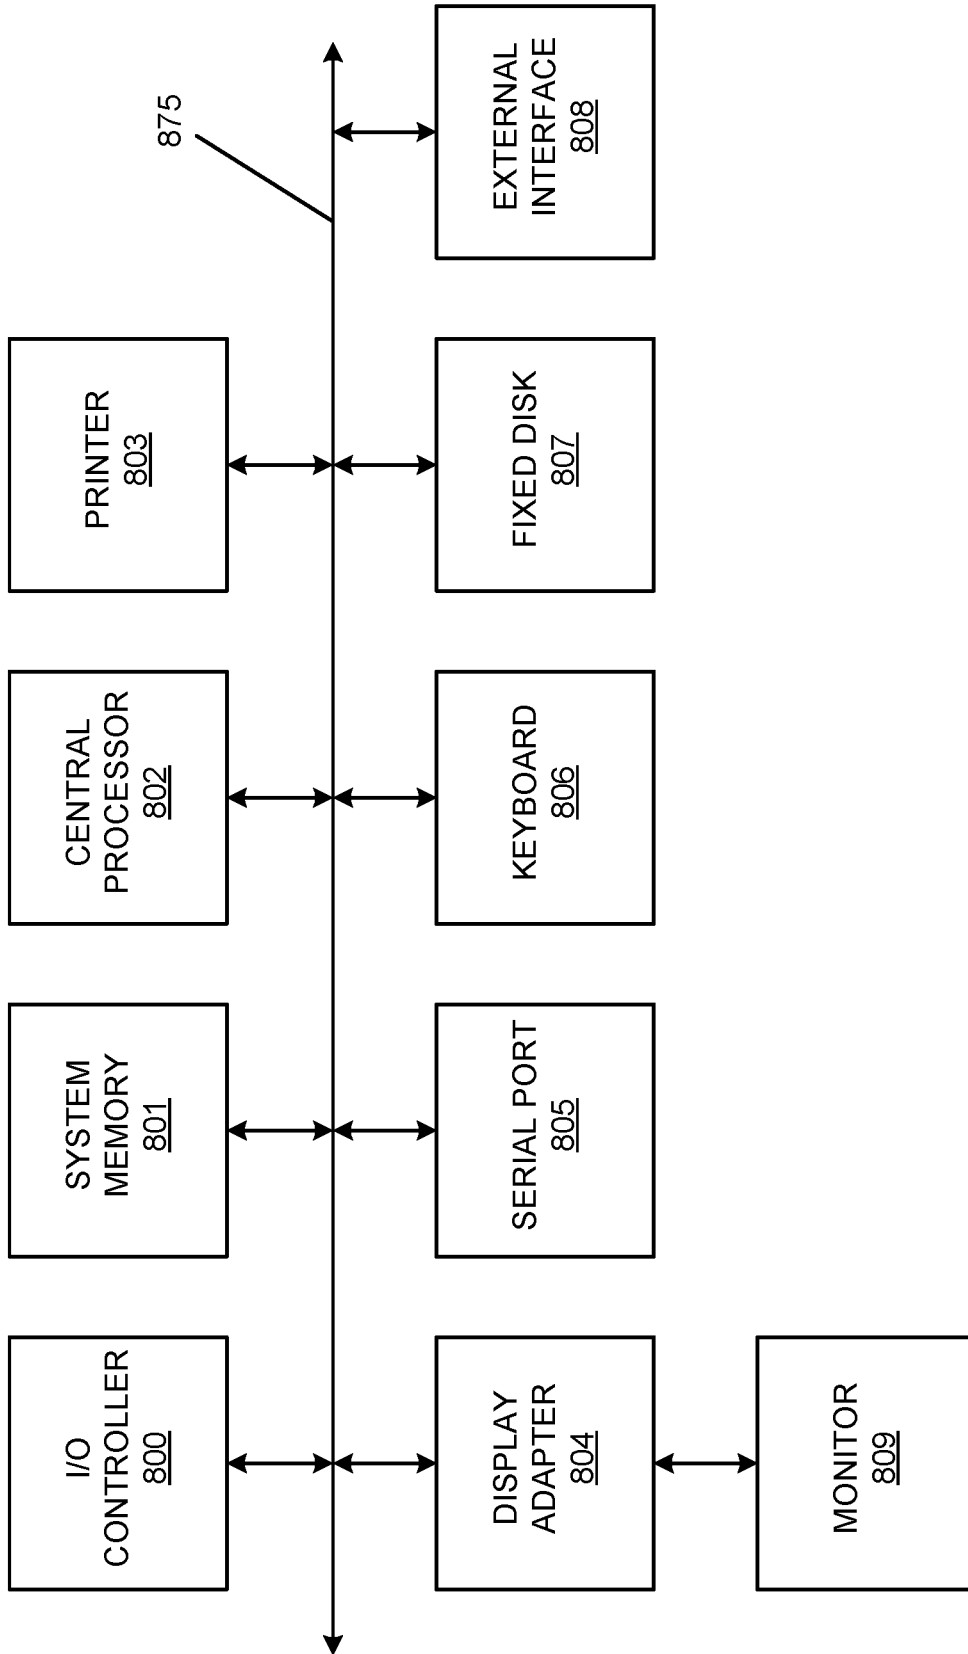 I/O
CONTROLLER
800
SYSTEM
MEMORY
801
CENTRAL
PROCESSOR
802
PRINTER
803
875
DISPLAY
ADAPTER
804
SERIAL PORT
805
KEYBOARD
806
FIXED DISK
807
EXTERNAL
INTERFACE
808
MONITOR
809